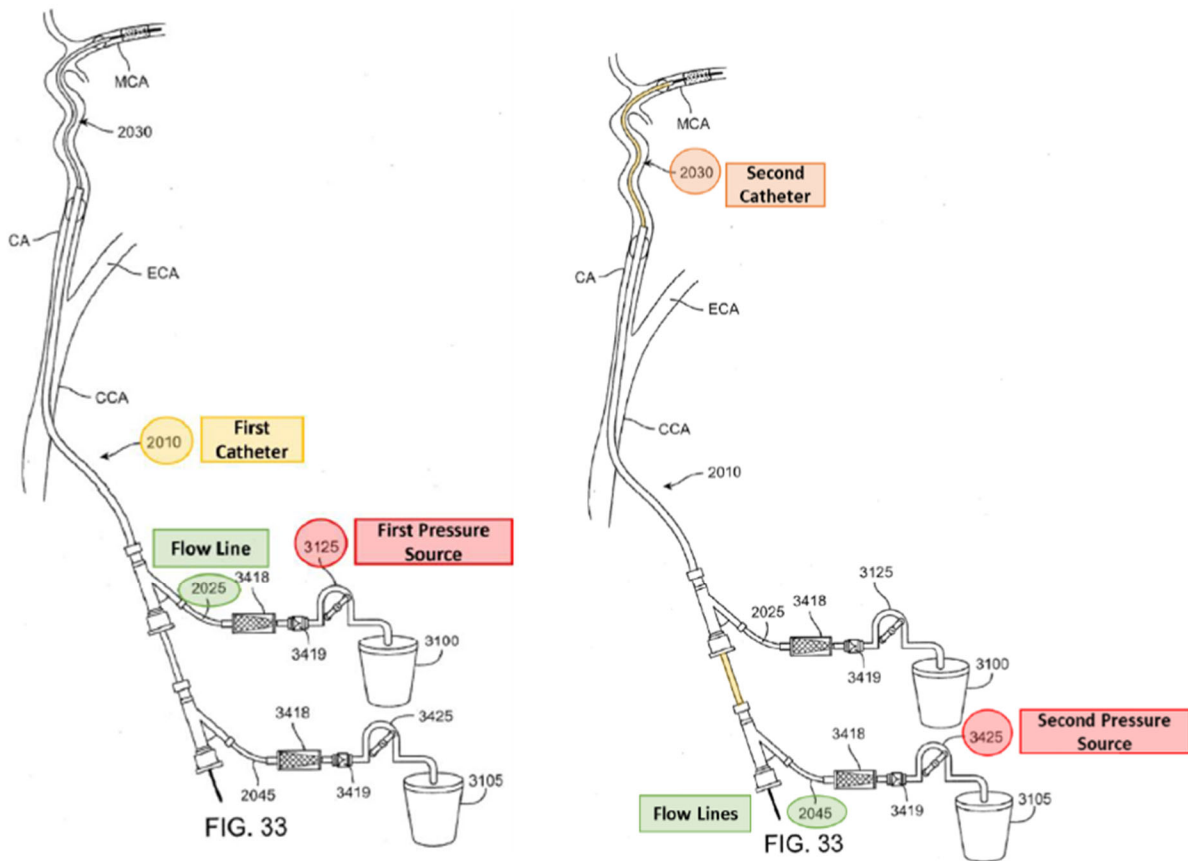 MCA
2030
CA
ECA
CCA
2010
First
Catheter
Flow Line
3125
First Pressure
Source
2025
3418
3419
3100
3418
3425
2045
3419
3105
FIG. 33
MCA
2030
Second
Catheter
CA
ECA
CCA
2010
3125
2025
3418
3419
3100
3425
Second Pressure
Source
3418
Flow Lines
2045
3419
3105
FIG. 33